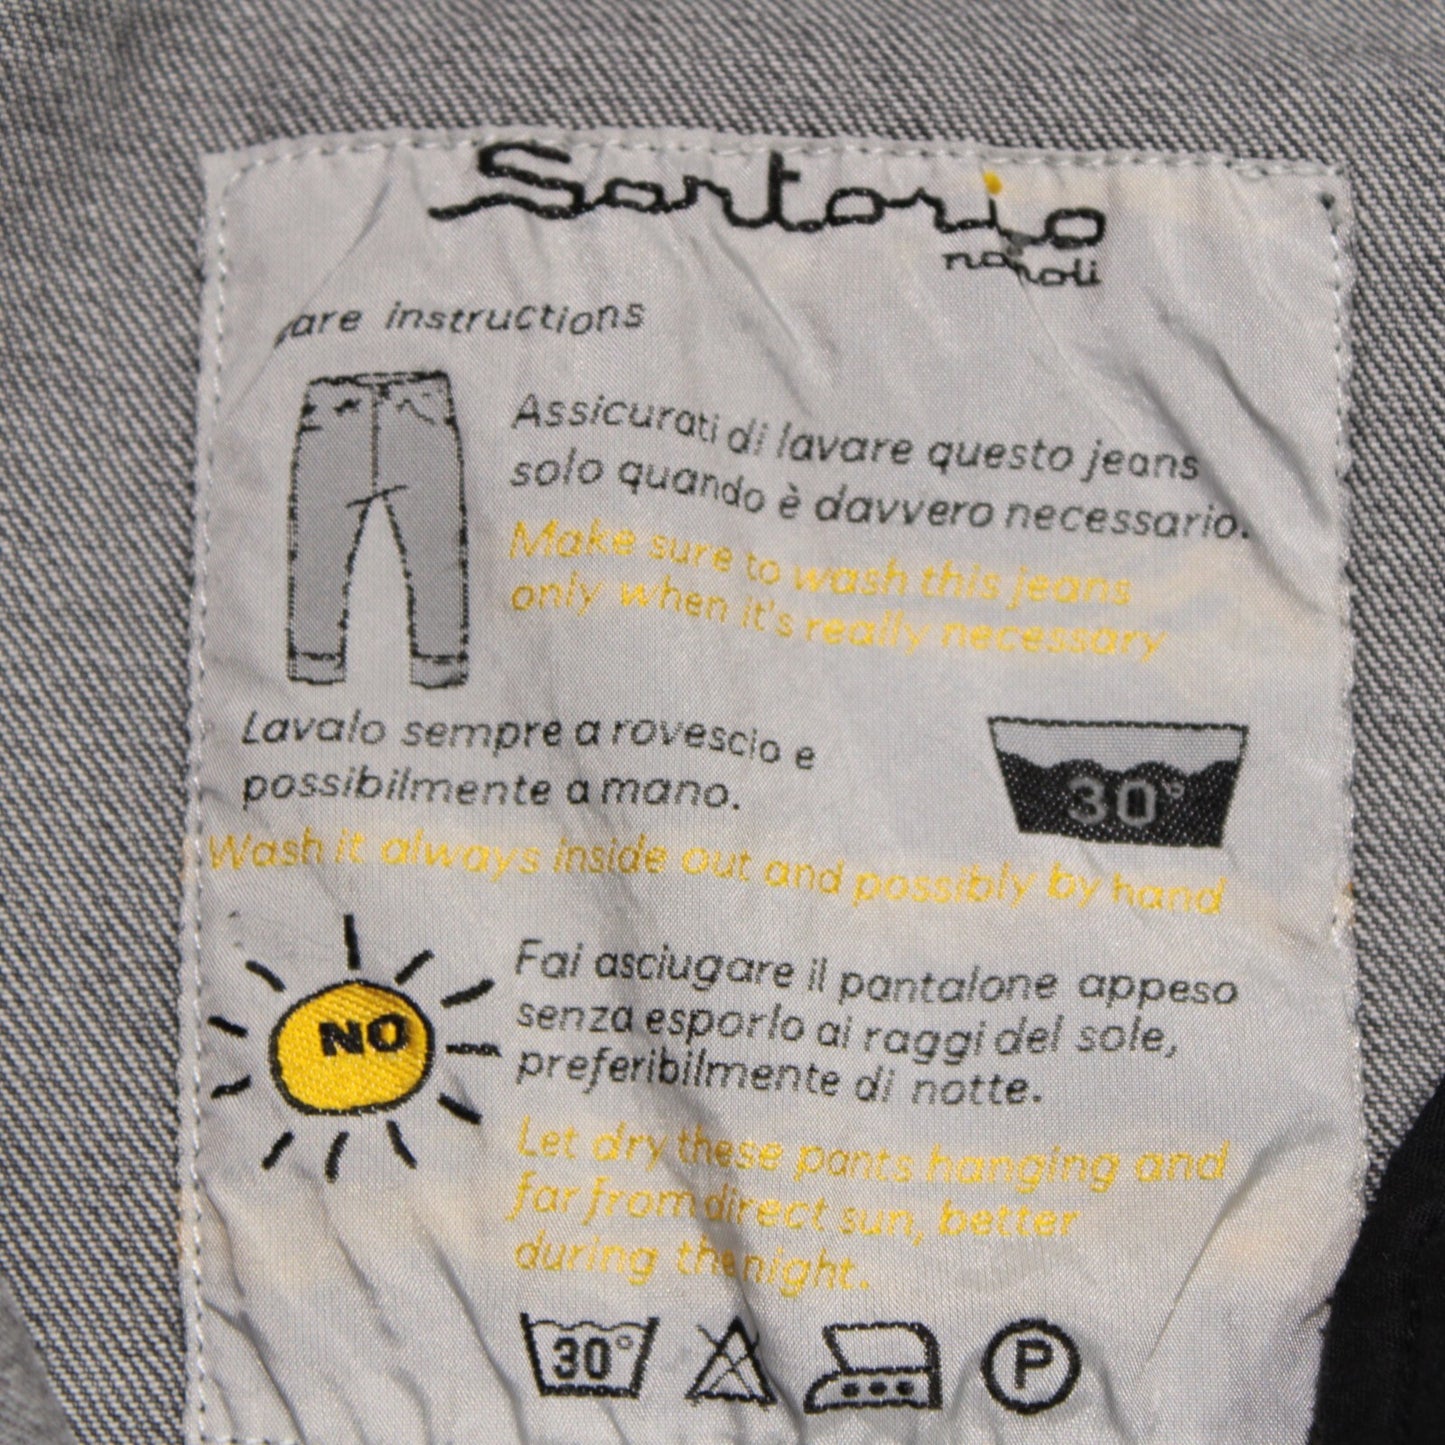 Sartorio
napoli
care instructions
Assicurati di lavare questo jeans
solo quando è davvero necessario.
Make sure to wash this jeans
only when it's really necessary
Lavalo sempre a rovescio e
possibilmente a mano.
30°
Wash it always inside out and possibly by hand
NO
Fai asciugare il pantalone appeso
senza esporlo ai raggi del sole,
preferibilmente di notte.
Let dry these pants hanging and
far from direct sun, better
during the night.
30°
P